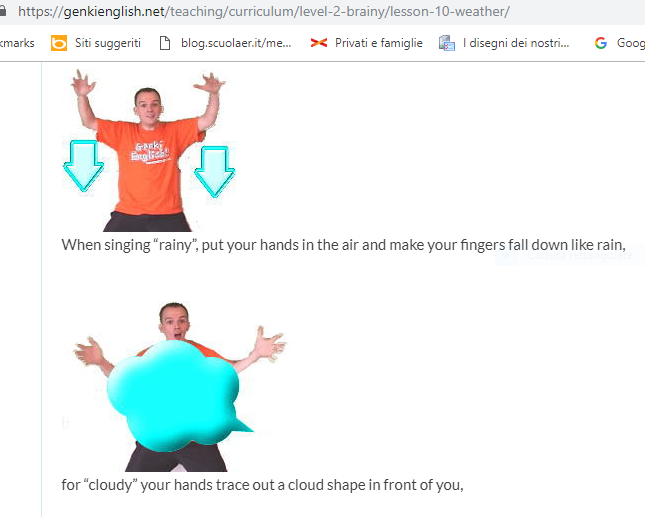 https://genkienglish.net/teaching/curriculum/level-2-brainy/lesson-10-weather/
kmarks Siti suggeriti blog.scuolaer.it/me... Privati e famiglie I disegni dei nostri... Goog
Genki
English!
When singing “rainy”, put your hands in the air and make your fingers fall down like rain,
for “cloudy” your hands trace out a cloud shape in front of you,